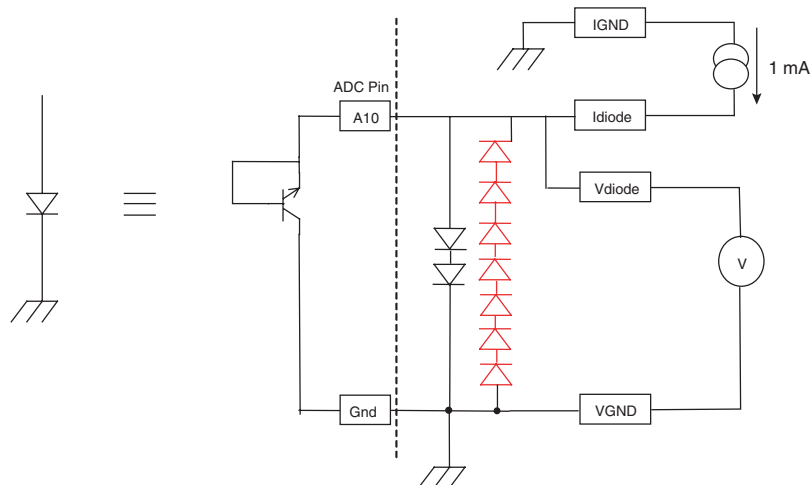 IGND
1 mA
ADC Pin
A10
Idiode
Vdiode
V
Gnd
VGND